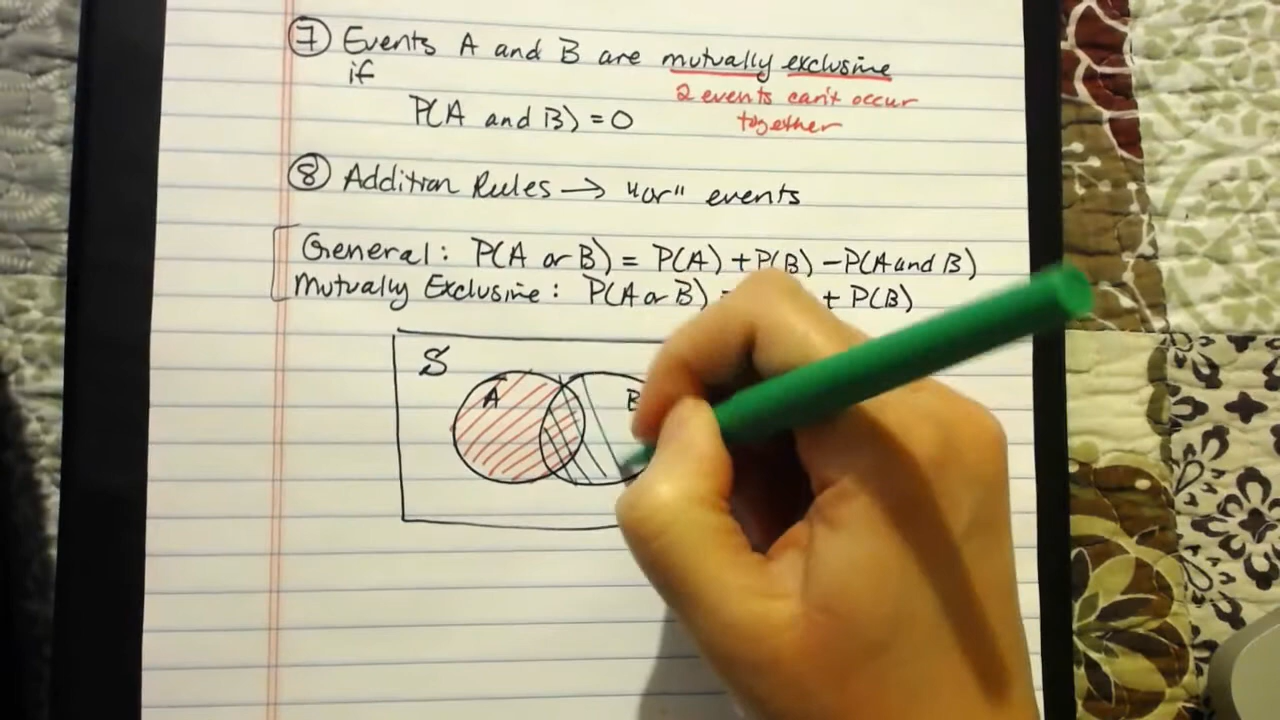 ⑦ Events A and B are mutually exclusive
if
2 events can't occur
P(A and B) = 0
together
⑧ Addition Rules → "or" events
General: P(A or B) = P(A) + P(B) - P(A and B)
Mutually Exclusive: P(A or B) = + P(B)
S
A B